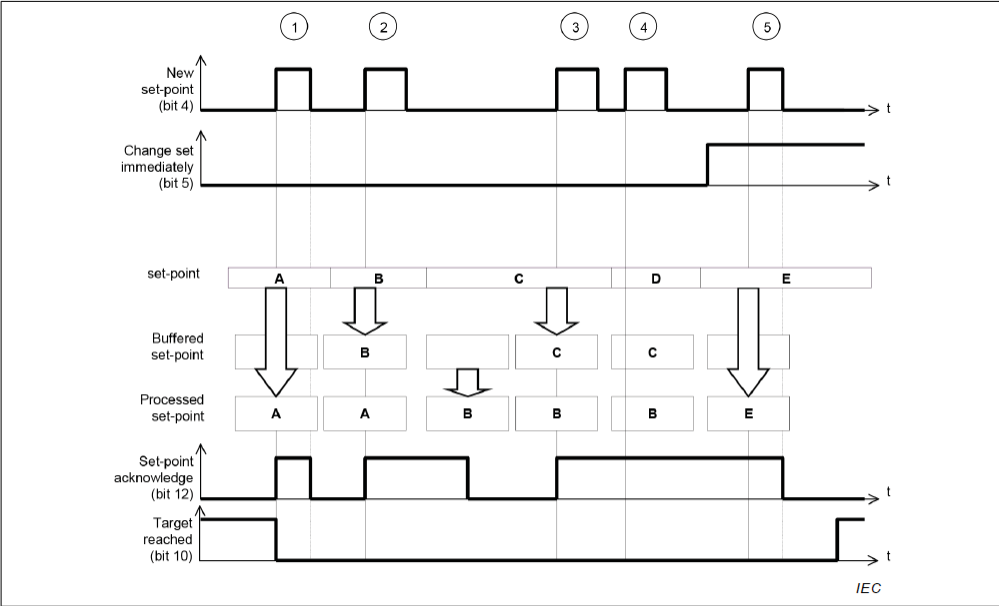 1 2 3 4 5
New
set-point
(bit 4)
t
Change set
immediately
(bit 5)
t
set-point A B C D E
Buffered
set-point
B C C
Processed
set-point
A A B B B E
Set-point
acknowledge
(bit 12)
t
Target
reached
(bit 10)
t
IEC